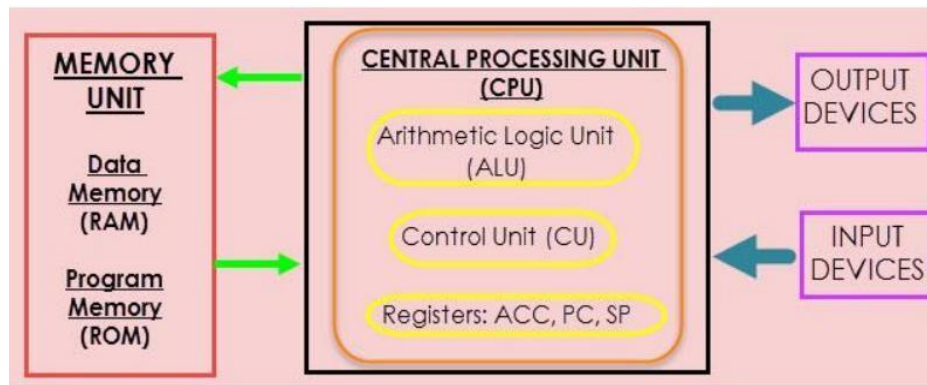 MEMORY
UNIT
Data
Memory
(RAM)
Program
Memory
(ROM)
CENTRAL PROCESSING UNIT
(CPU)
Arithmetic Logic Unit
(ALU)
Control Unit (CU)
Registers: ACC, PC, SP
OUTPUT
DEVICES
INPUT
DEVICES